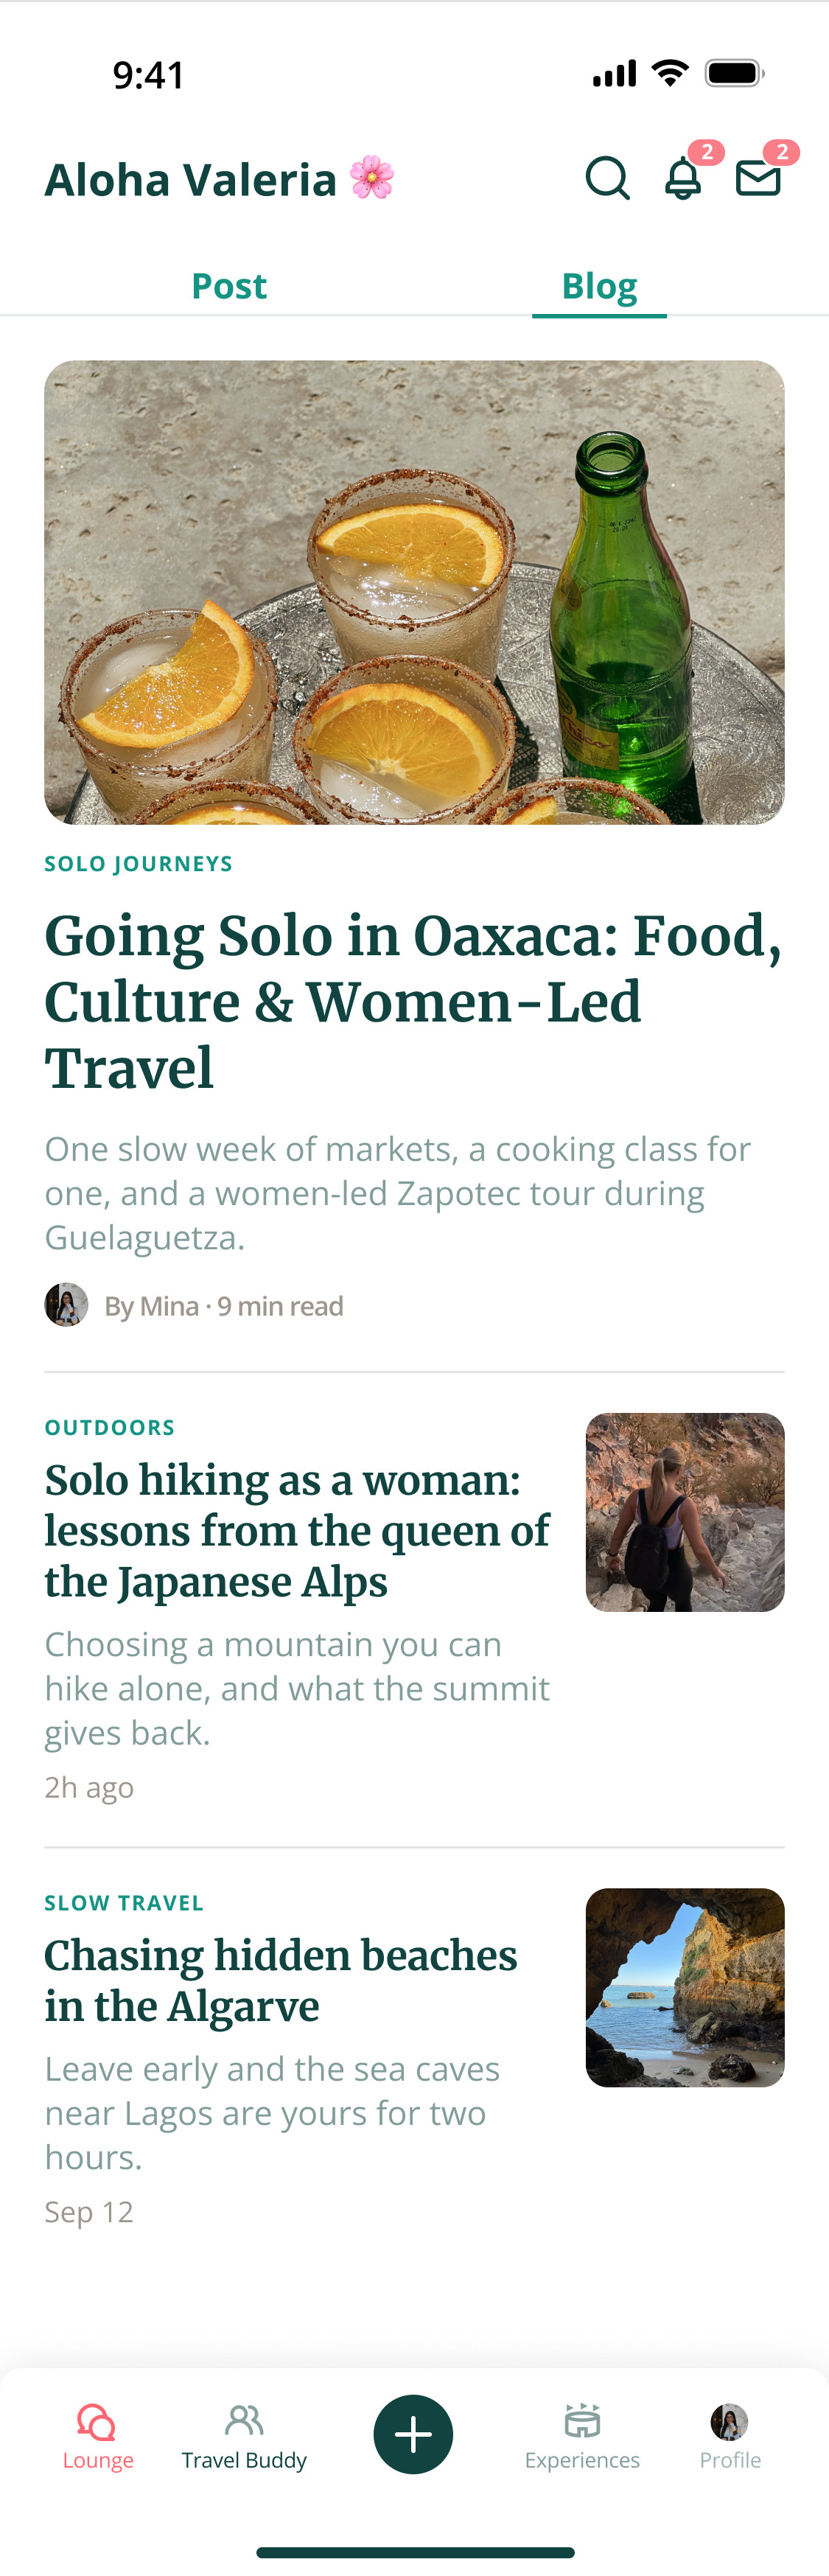 9:41
Aloha Valeria 🌸
2
2
Post
Blog
SOLO JOURNEYS
Going Solo in Oaxaca: Food,
Culture & Women-Led
Travel
One slow week of markets, a cooking class for
one, and a women-led Zapotec tour during
Guelaguetza.
By Mina · 9 min read
OUTDOORS
Solo hiking as a woman:
lessons from the queen of
the Japanese Alps
Choosing a mountain you can
hike alone, and what the summit
gives back.
2h ago
SLOW TRAVEL
Chasing hidden beaches
in the Algarve
Leave early and the sea caves
near Lagos are yours for two
hours.
Sep 12
Lounge
Travel Buddy
Experiences
Profile